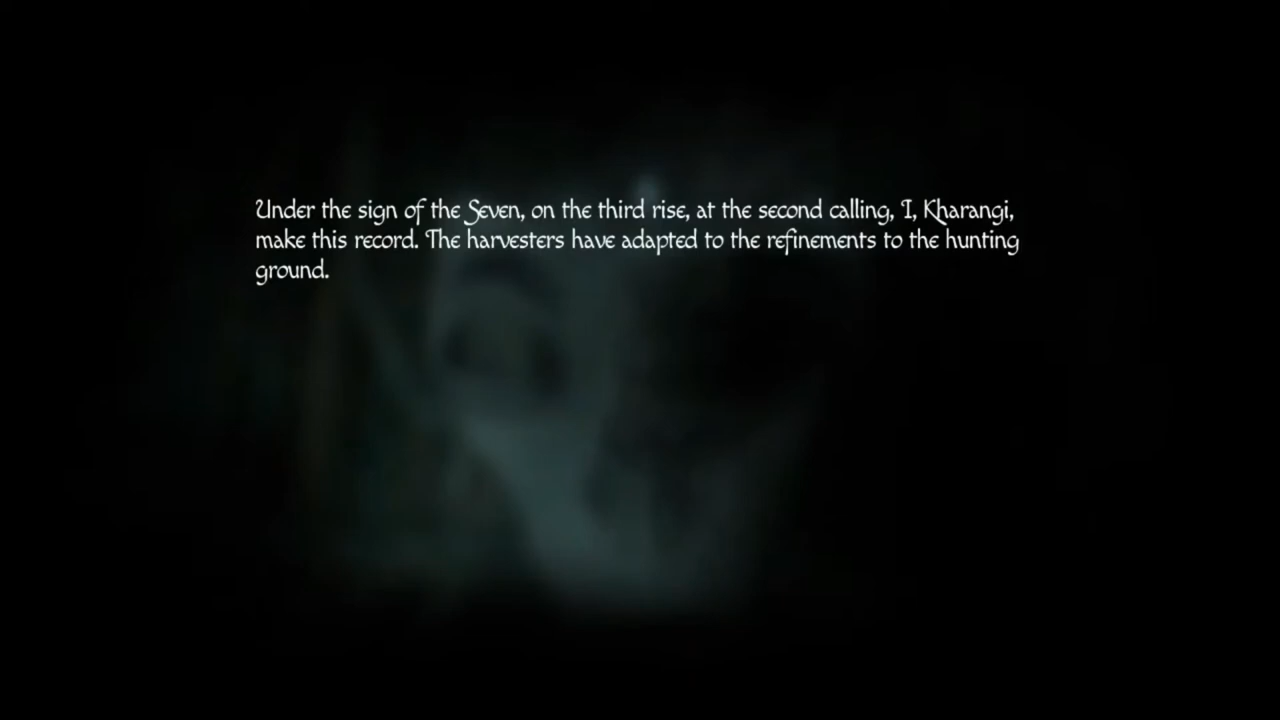 Under the sign of the Seven, on the third rise, at the second calling, I, Kharangi,
make this record. The harvesters have adapted to the refinements to the hunting
ground.